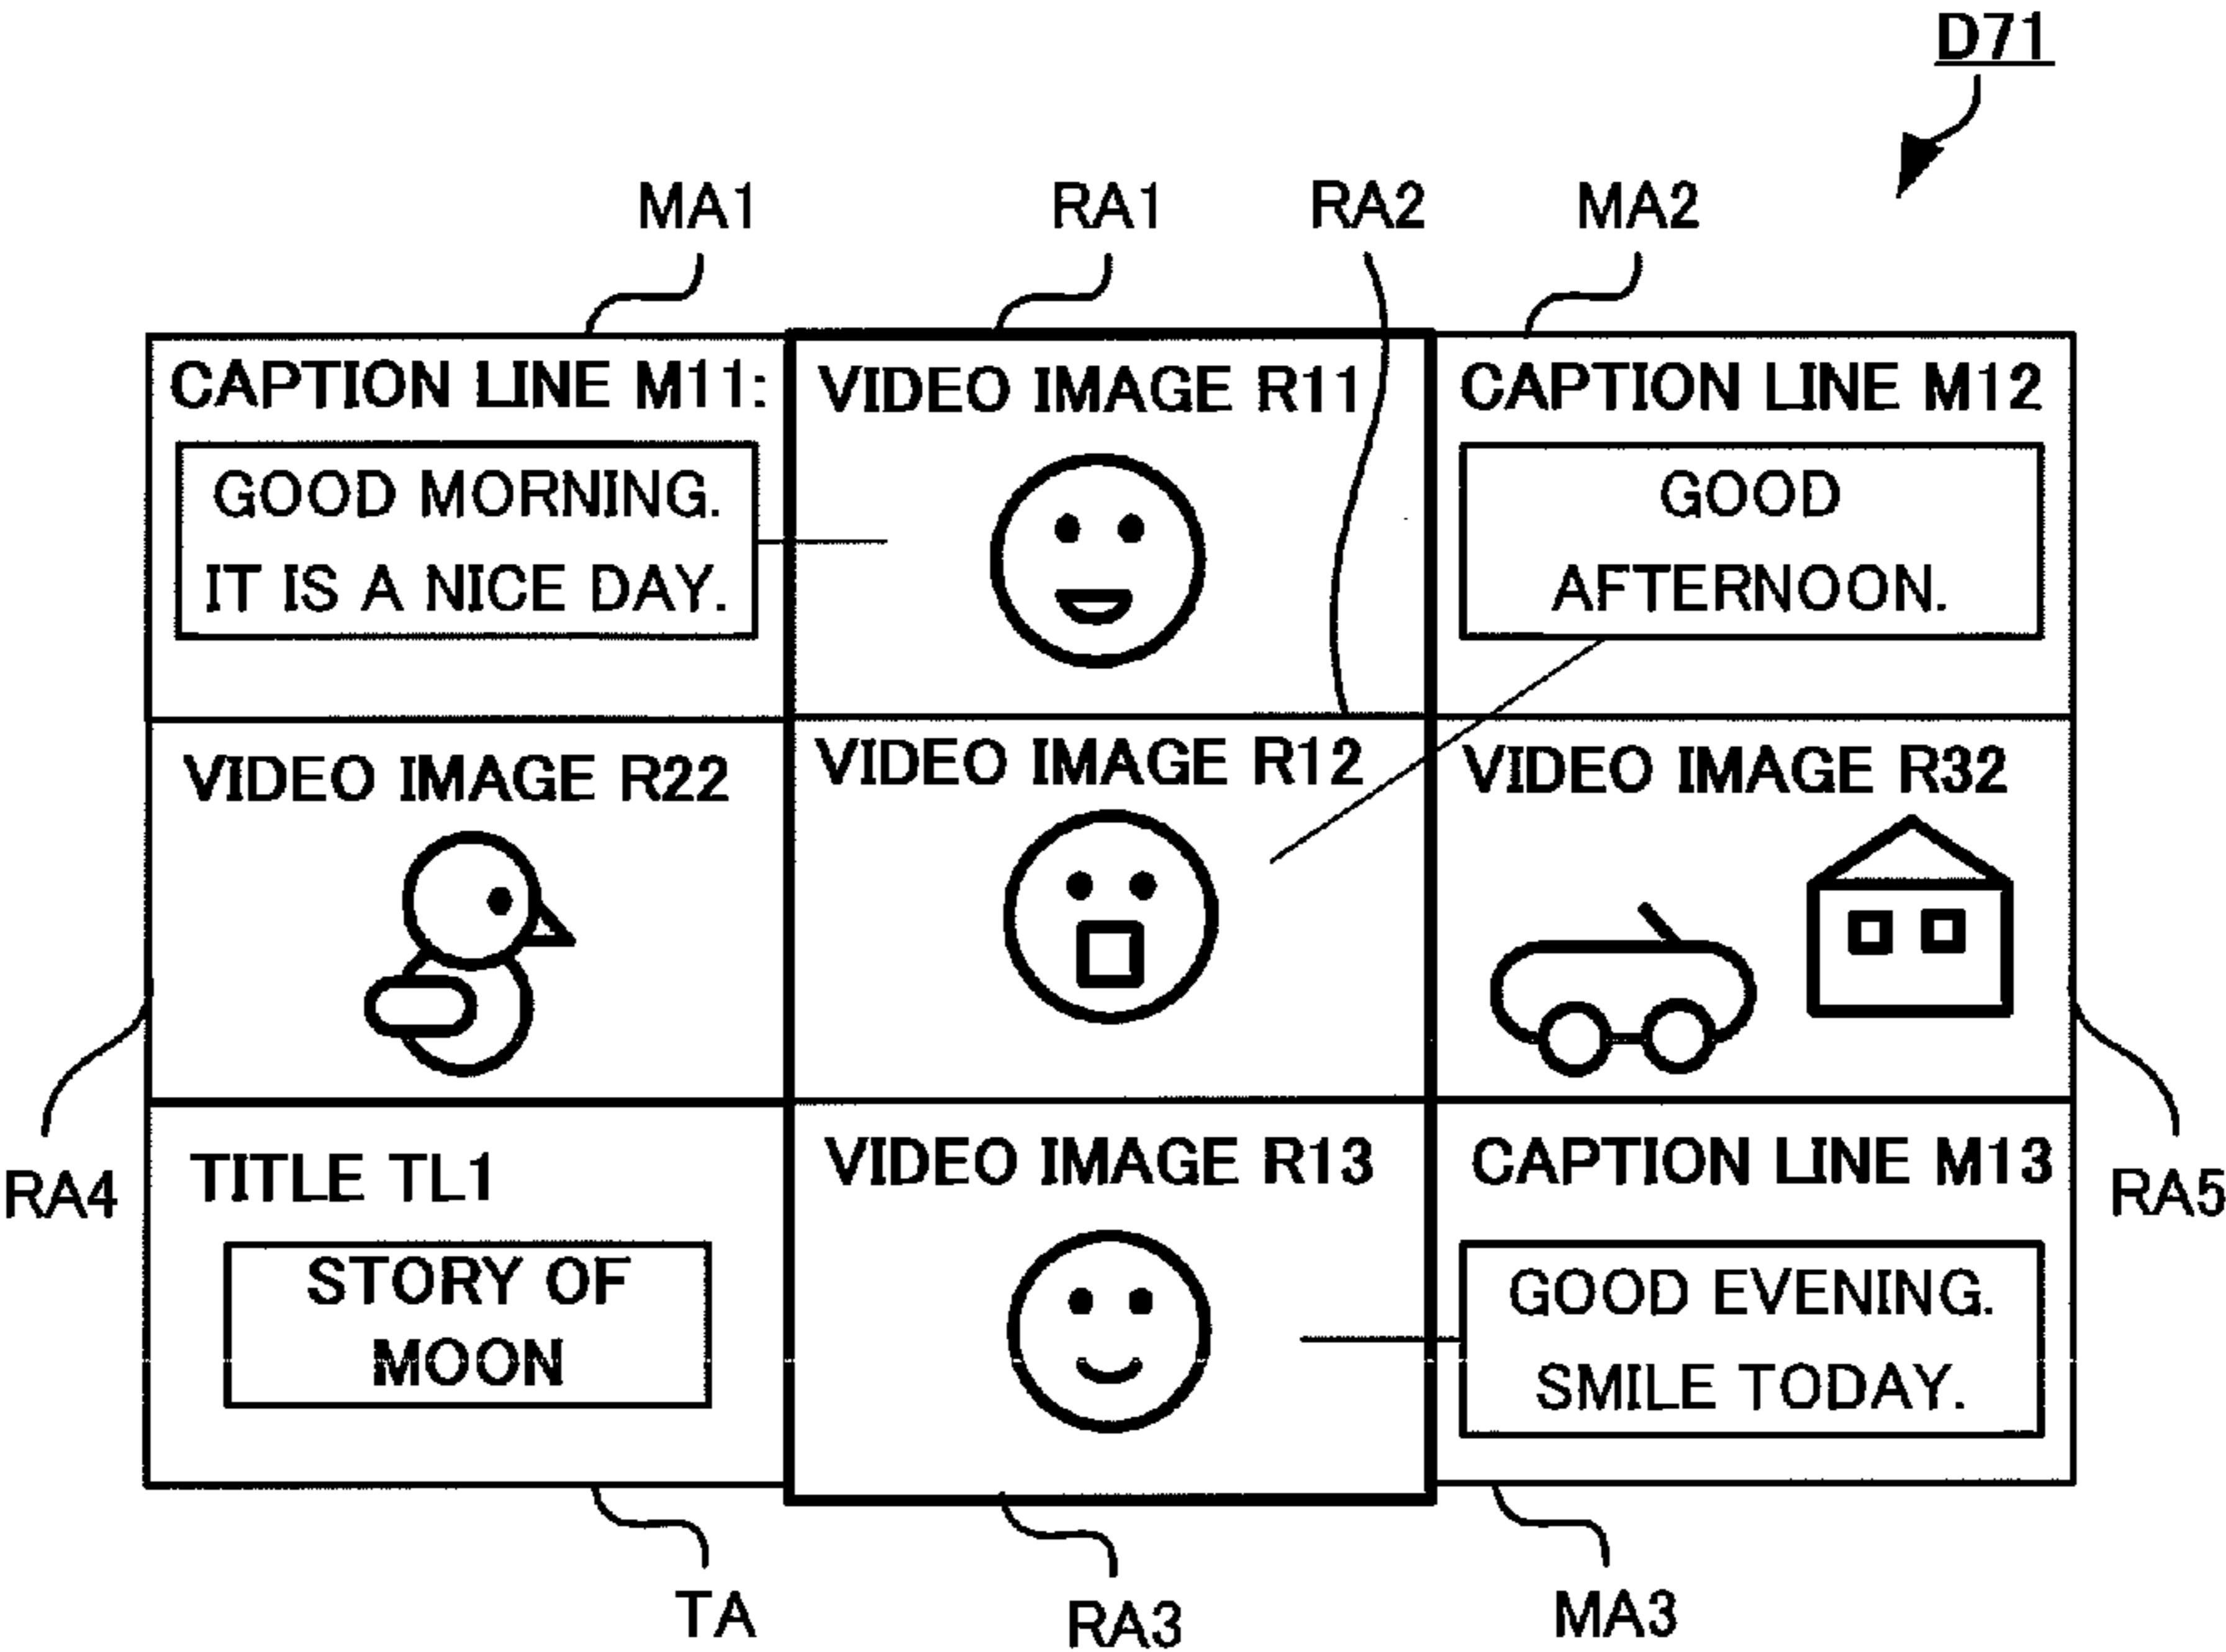 D71
MA1
RA1
RA2
MA2
CAPTION LINE M11:
GOOD MORNING.
IT IS A NICE DAY.
VIDEO IMAGE R11
CAPTION LINE M12
GOOD
AFTERNOON.
VIDEO IMAGE R22
VIDEO IMAGE R12
VIDEO IMAGE R32
RA4
TITLE TL1
STORY OF
MOON
VIDEO IMAGE R13
CAPTION LINE M13
GOOD EVENING.
SMILE TODAY.
RA5
TA
RA3
MA3